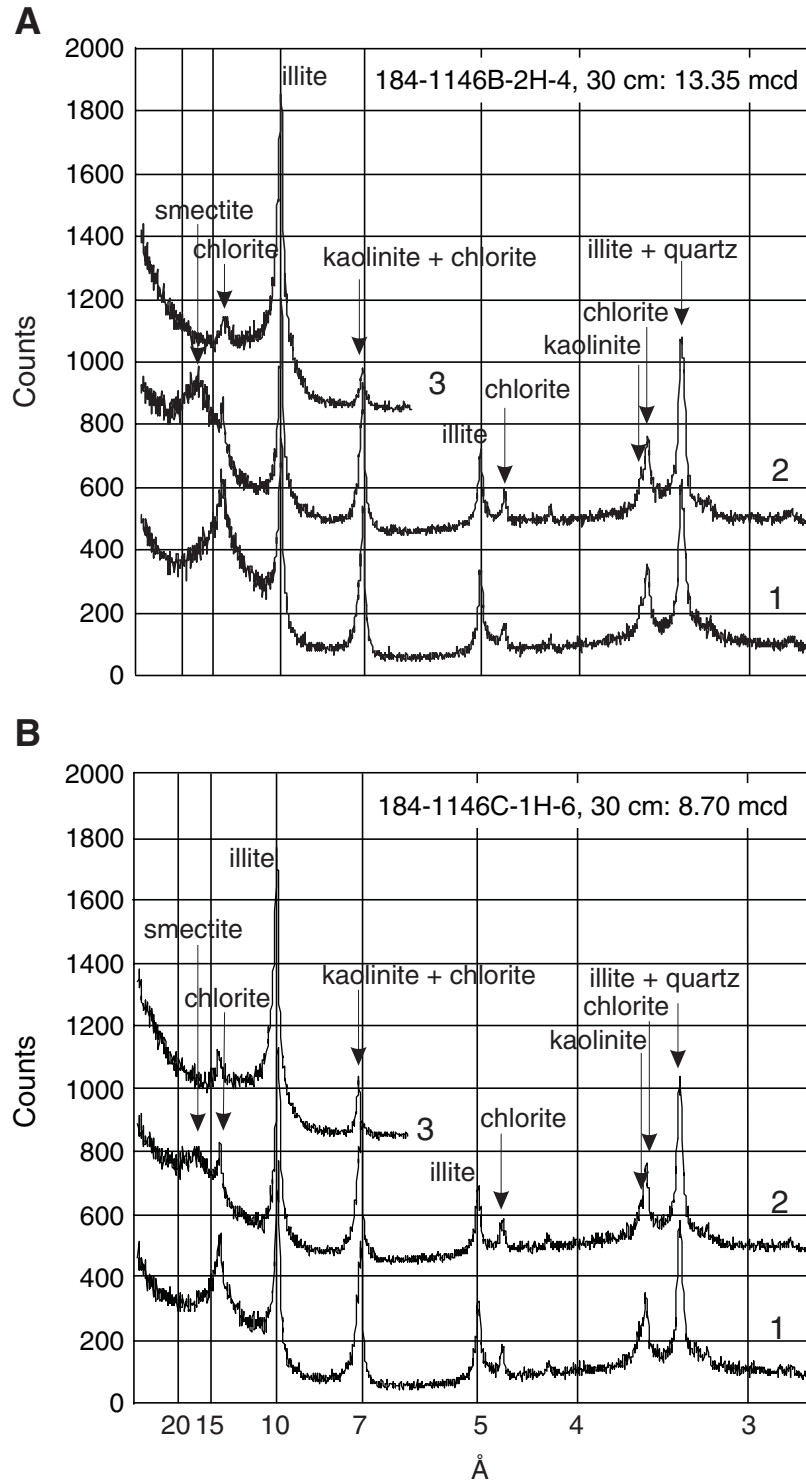 A
2000
1800
1600
1400
1200
1000
800
600
400
200
0
Counts
184-1146B-2H-4, 30 cm: 13.35 mcd
illite
smectite
chlorite
kaolinite + chlorite
illite + quartz
chlorite
kaolinite
chlorite
illite
3
2
1
B
2000
1800
1600
1400
1200
1000
800
600
400
200
0
Counts
184-1146C-1H-6, 30 cm: 8.70 mcd
illite
smectite
chlorite
kaolinite + chlorite
illite + quartz
chlorite
kaolinite
chlorite
illite
3
2
1
20 15 10 7 5 4 3
Å